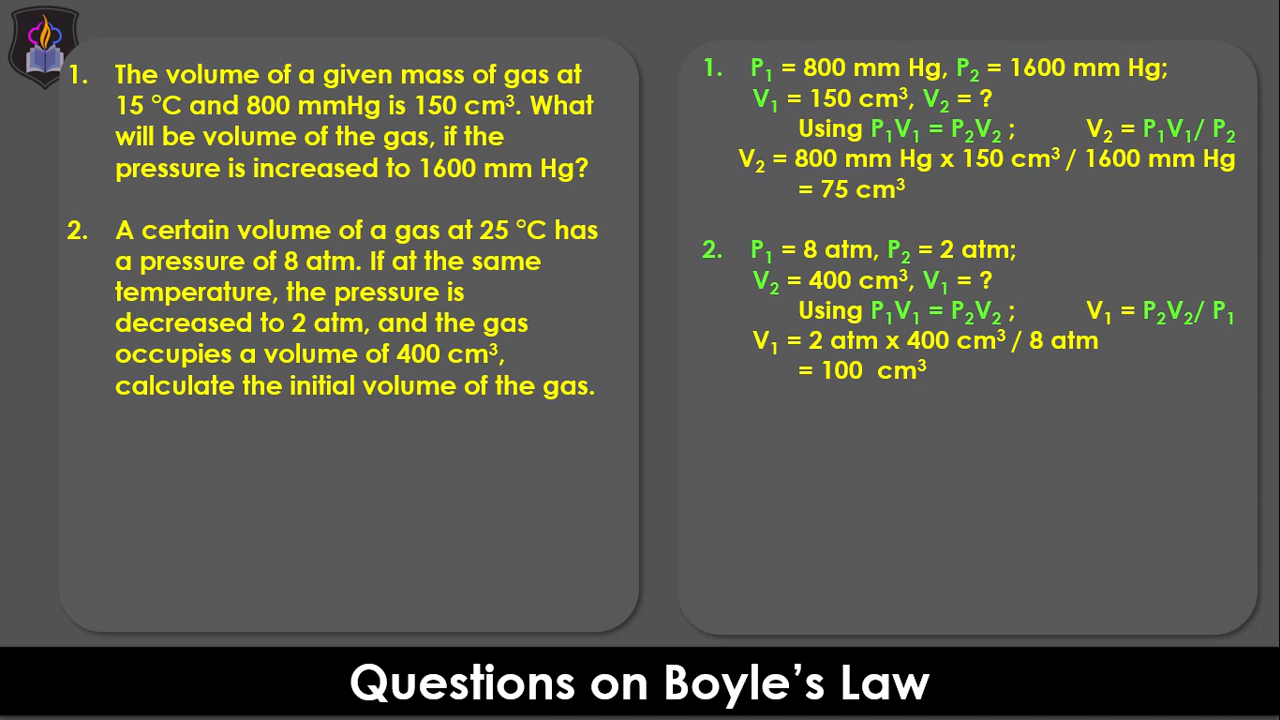 1. The volume of a given mass of gas at
15 °C and 800 mmHg is 150 cm³. What
will be volume of the gas, if the
pressure is increased to 1600 mm Hg?
2. A certain volume of a gas at 25 °C has
a pressure of 8 atm. If at the same
temperature, the pressure is
decreased to 2 atm, and the gas
occupies a volume of 400 cm³,
calculate the initial volume of the gas.
1. P₁ = 800 mm Hg, P₂ = 1600 mm Hg;
V₁ = 150 cm³, V₂ = ?
Using P₁V₁ = P₂V₂ ; V₂ = P₁V₁/ P₂
V₂ = 800 mm Hg x 150 cm³ / 1600 mm Hg
= 75 cm³
2. P₁ = 8 atm, P₂ = 2 atm;
V₂ = 400 cm³, V₁ = ?
Using P₁V₁ = P₂V₂ ; V₁ = P₂V₂/ P₁
V₁ = 2 atm x 400 cm³ / 8 atm
= 100 cm³
Questions on Boyle’s Law